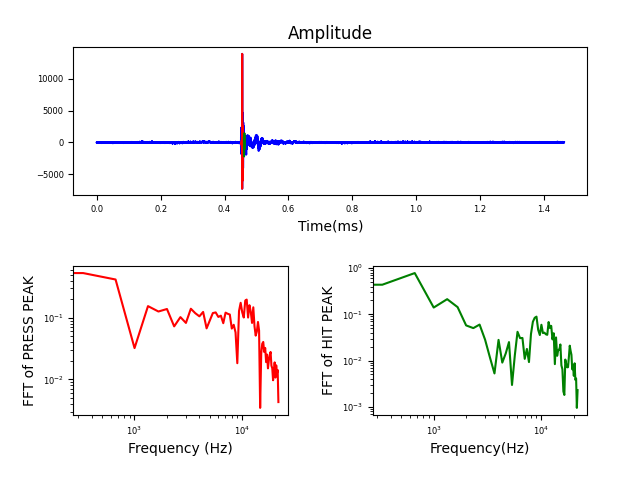 Amplitude
10000
5000
0
−5000
0.0 0.2 0.4 0.6 0.8 1.0 1.2 1.4
Time(ms)
FFT of PRESS PEAK
10⁻¹
10⁻²
10³ 10⁴
Frequency (Hz)
FFT of HIT PEAK
10⁰
10⁻¹
10⁻²
10⁻³
10³ 10⁴
Frequency(Hz)